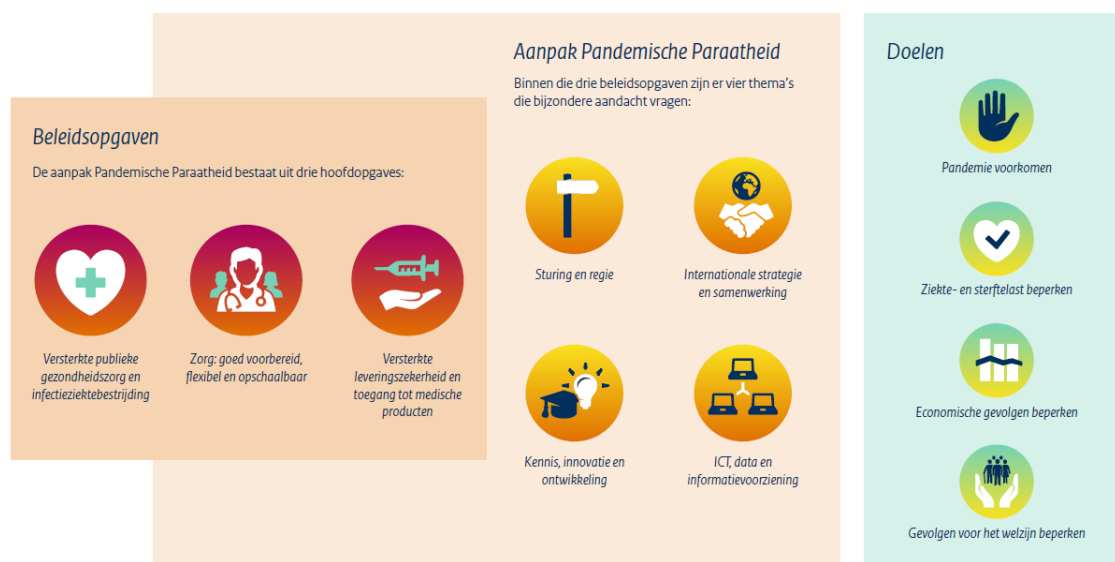 Beleidsopgaven
De aanpak Pandemische Paraatheid bestaat uit drie hoofdopgaves:
Versterkte publieke
gezondheidszorg en
infectieziektebestrijding
Zorg: goed voorbereid,
flexibel en opschaalbaar
Versterkte
leveringszekerheid en
toegang tot medische
producten
Aanpak Pandemische Paraatheid
Binnen die drie beleidsopgaven zijn er vier thema's
die bijzondere aandacht vragen:
Sturing en regie
Internationale strategie
en samenwerking
Kennis, innovatie en
ontwikkeling
ICT, data en
informatievoorziening
Doelen
Pandemie voorkomen
Ziekte- en sterftelast beperken
Economische gevolgen beperken
Gevolgen voor het welzijn beperken